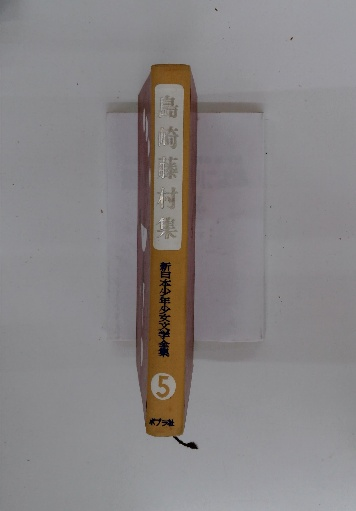 島崎藤村集
新日本少年少女文学全集
5
ポプラ社